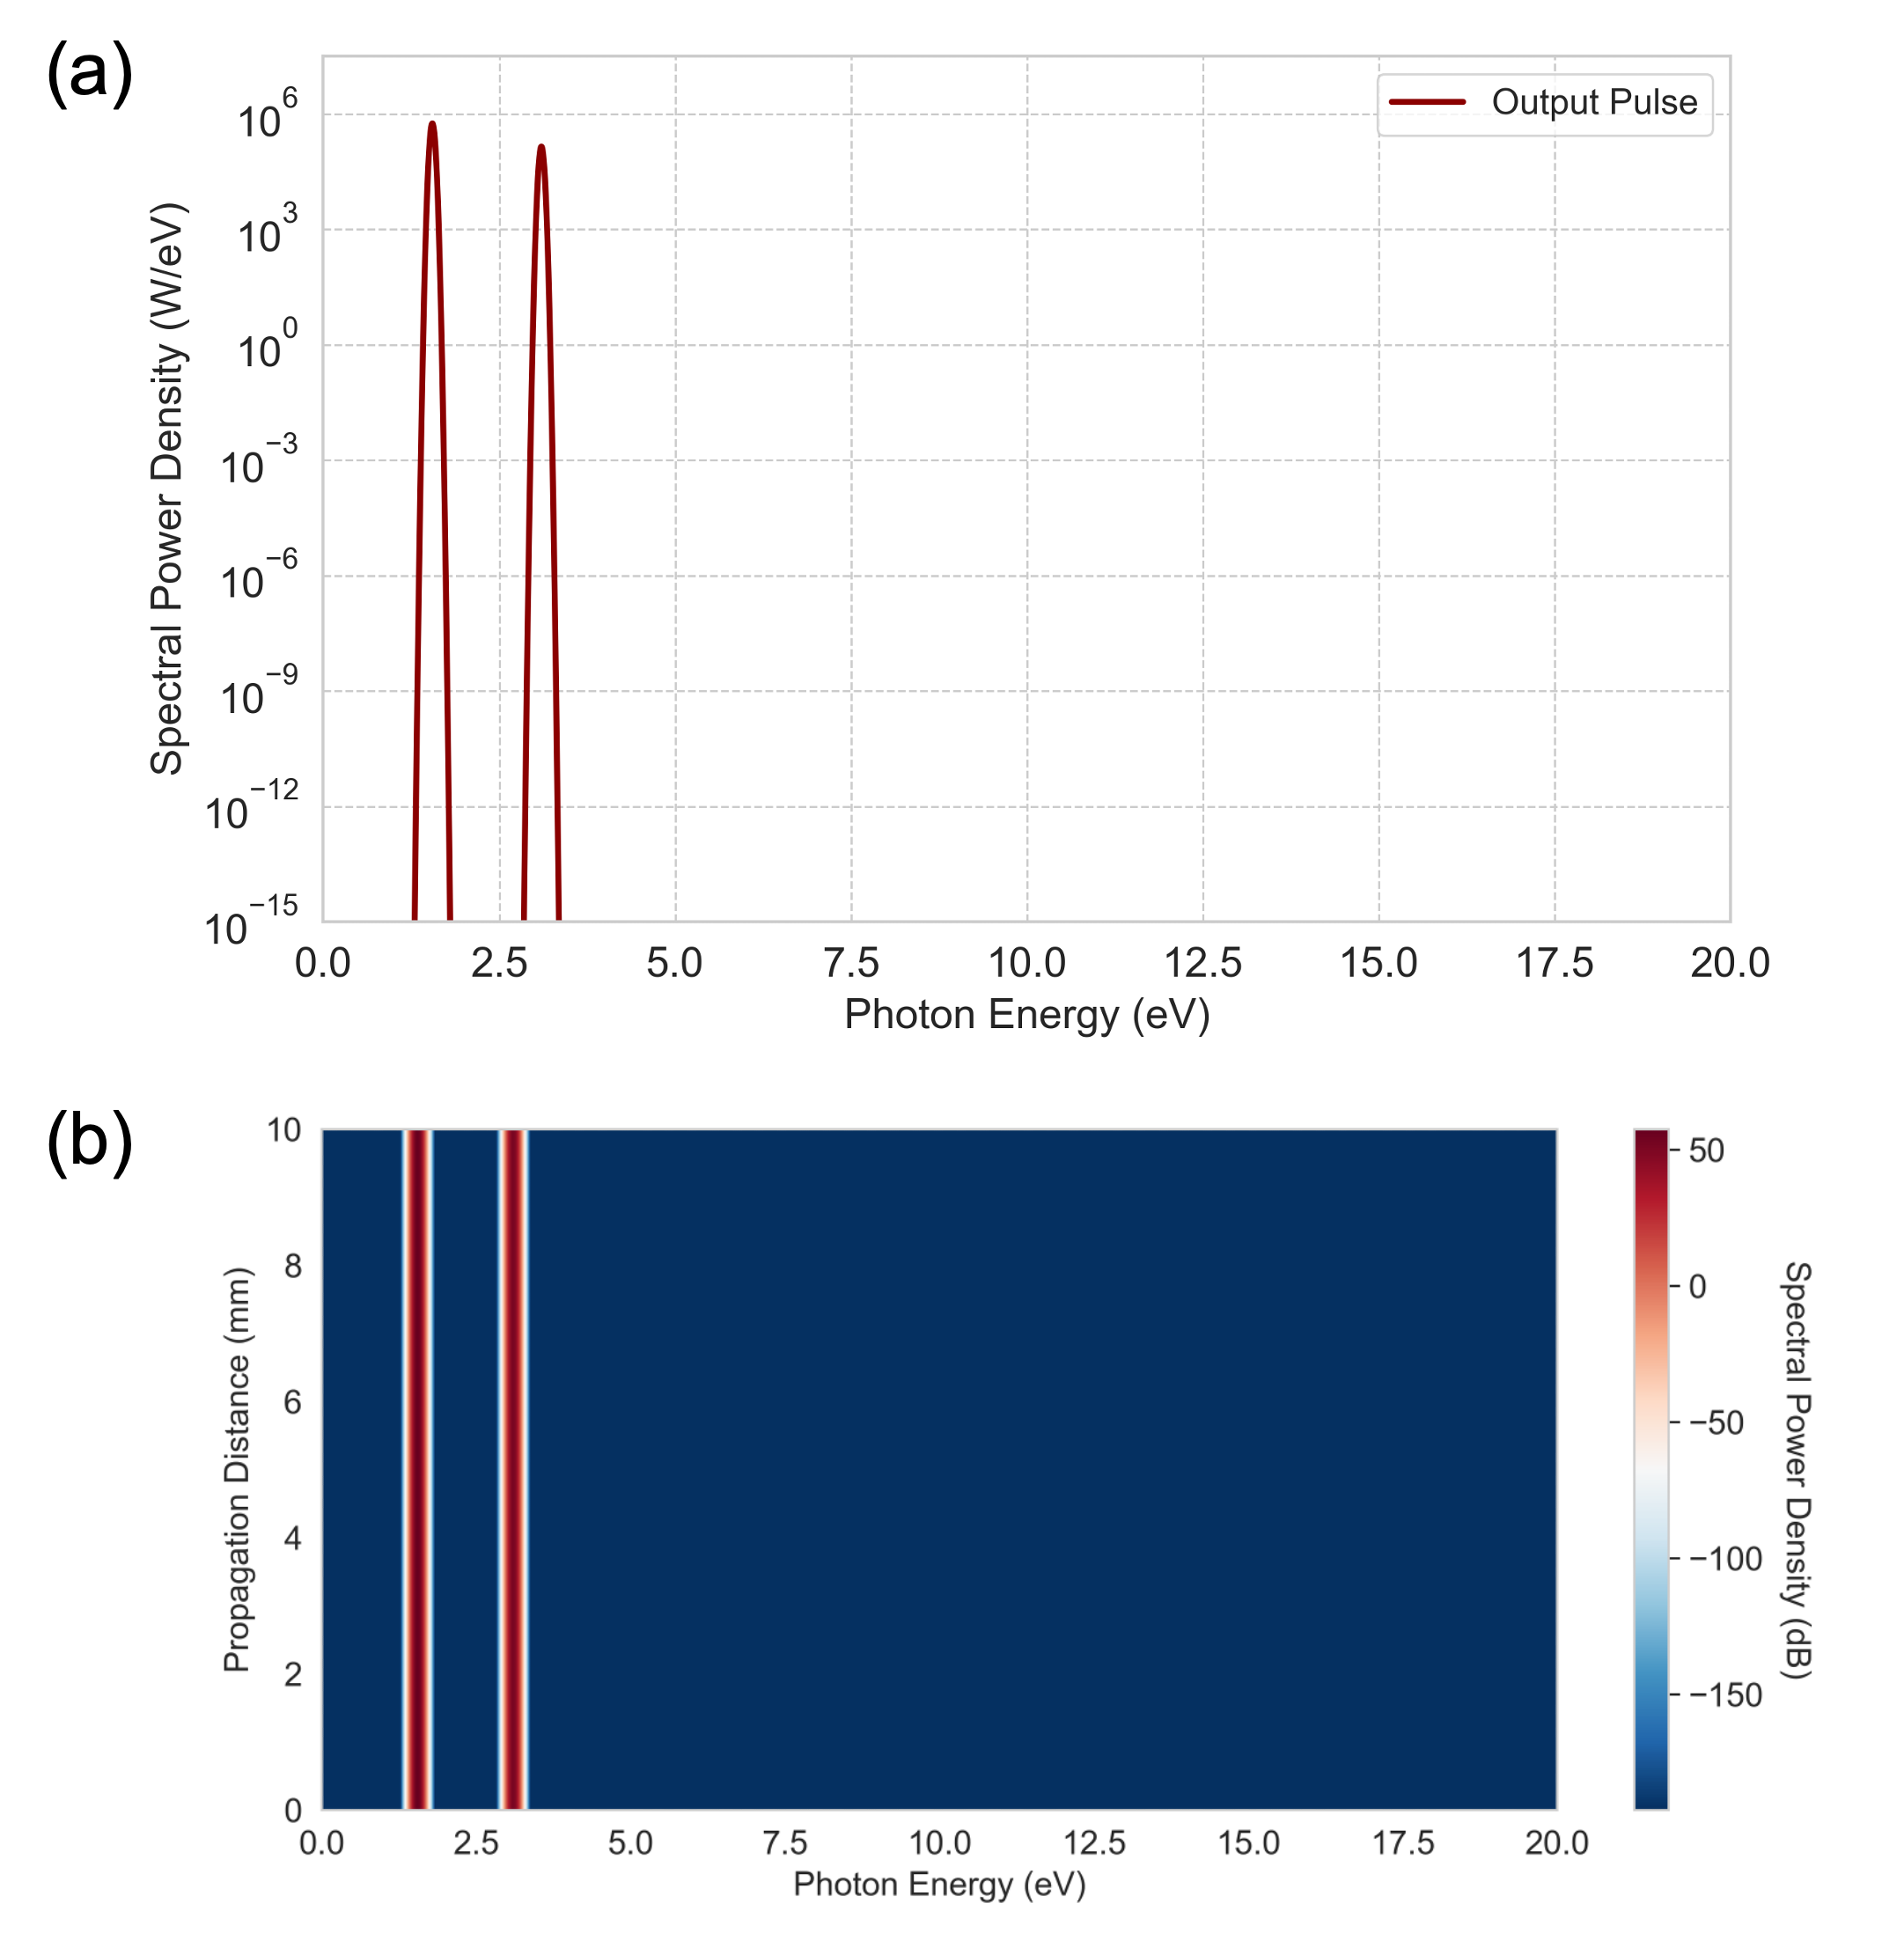 (a)
Output Pulse
Spectral Power Density (W/eV)
10^6
10^3
10^0
10^−3
10^−6
10^−9
10^−12
10^−15
0.0 2.5 5.0 7.5 10.0 12.5 15.0 17.5 20.0
Photon Energy (eV)
(b)
Propagation Distance (mm)
10
8
6
4
2
0
0.0 2.5 5.0 7.5 10.0 12.5 15.0 17.5 20.0
Photon Energy (eV)
50
0
−50
−100
−150
Spectral Power Density (dB)